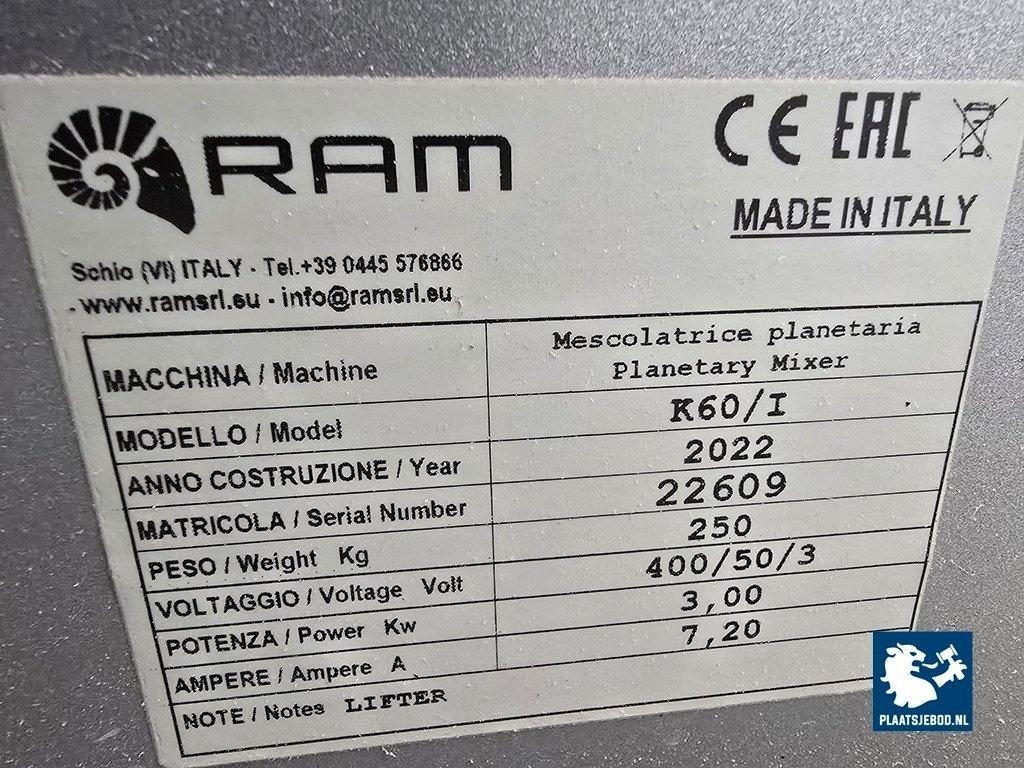 RAM
CE EAC
MADE IN ITALY
Schio (VI) ITALY - Tel.+39 0445 576866
- www.ramsrl.eu - info@ramsrl.eu
MACCHINA / Machine Mescolatrice planetaria
Planetary Mixer
MODELLO / Model K60/I
ANNO COSTRUZIONE / Year 2022
MATRICOLA / Serial Number 22609
PESO / Weight Kg 250
VOLTAGGIO / Voltage Volt 400/50/3
POTENZA / Power Kw 3,00
AMPERE / Ampere A 7,20
NOTE / Notes LIFTER
PLAATSJEBOD.NL